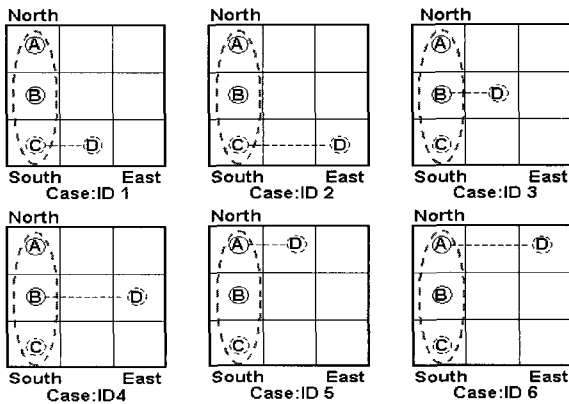 North North North
A A A
B B B D
C D C D C
South East South East South East
Case:ID 1 Case:ID 2 Case:ID 3
North North North
A A D A D
B D B B
C C C
South East South East South East
Case:ID4 Case:ID 5 Case:ID 6